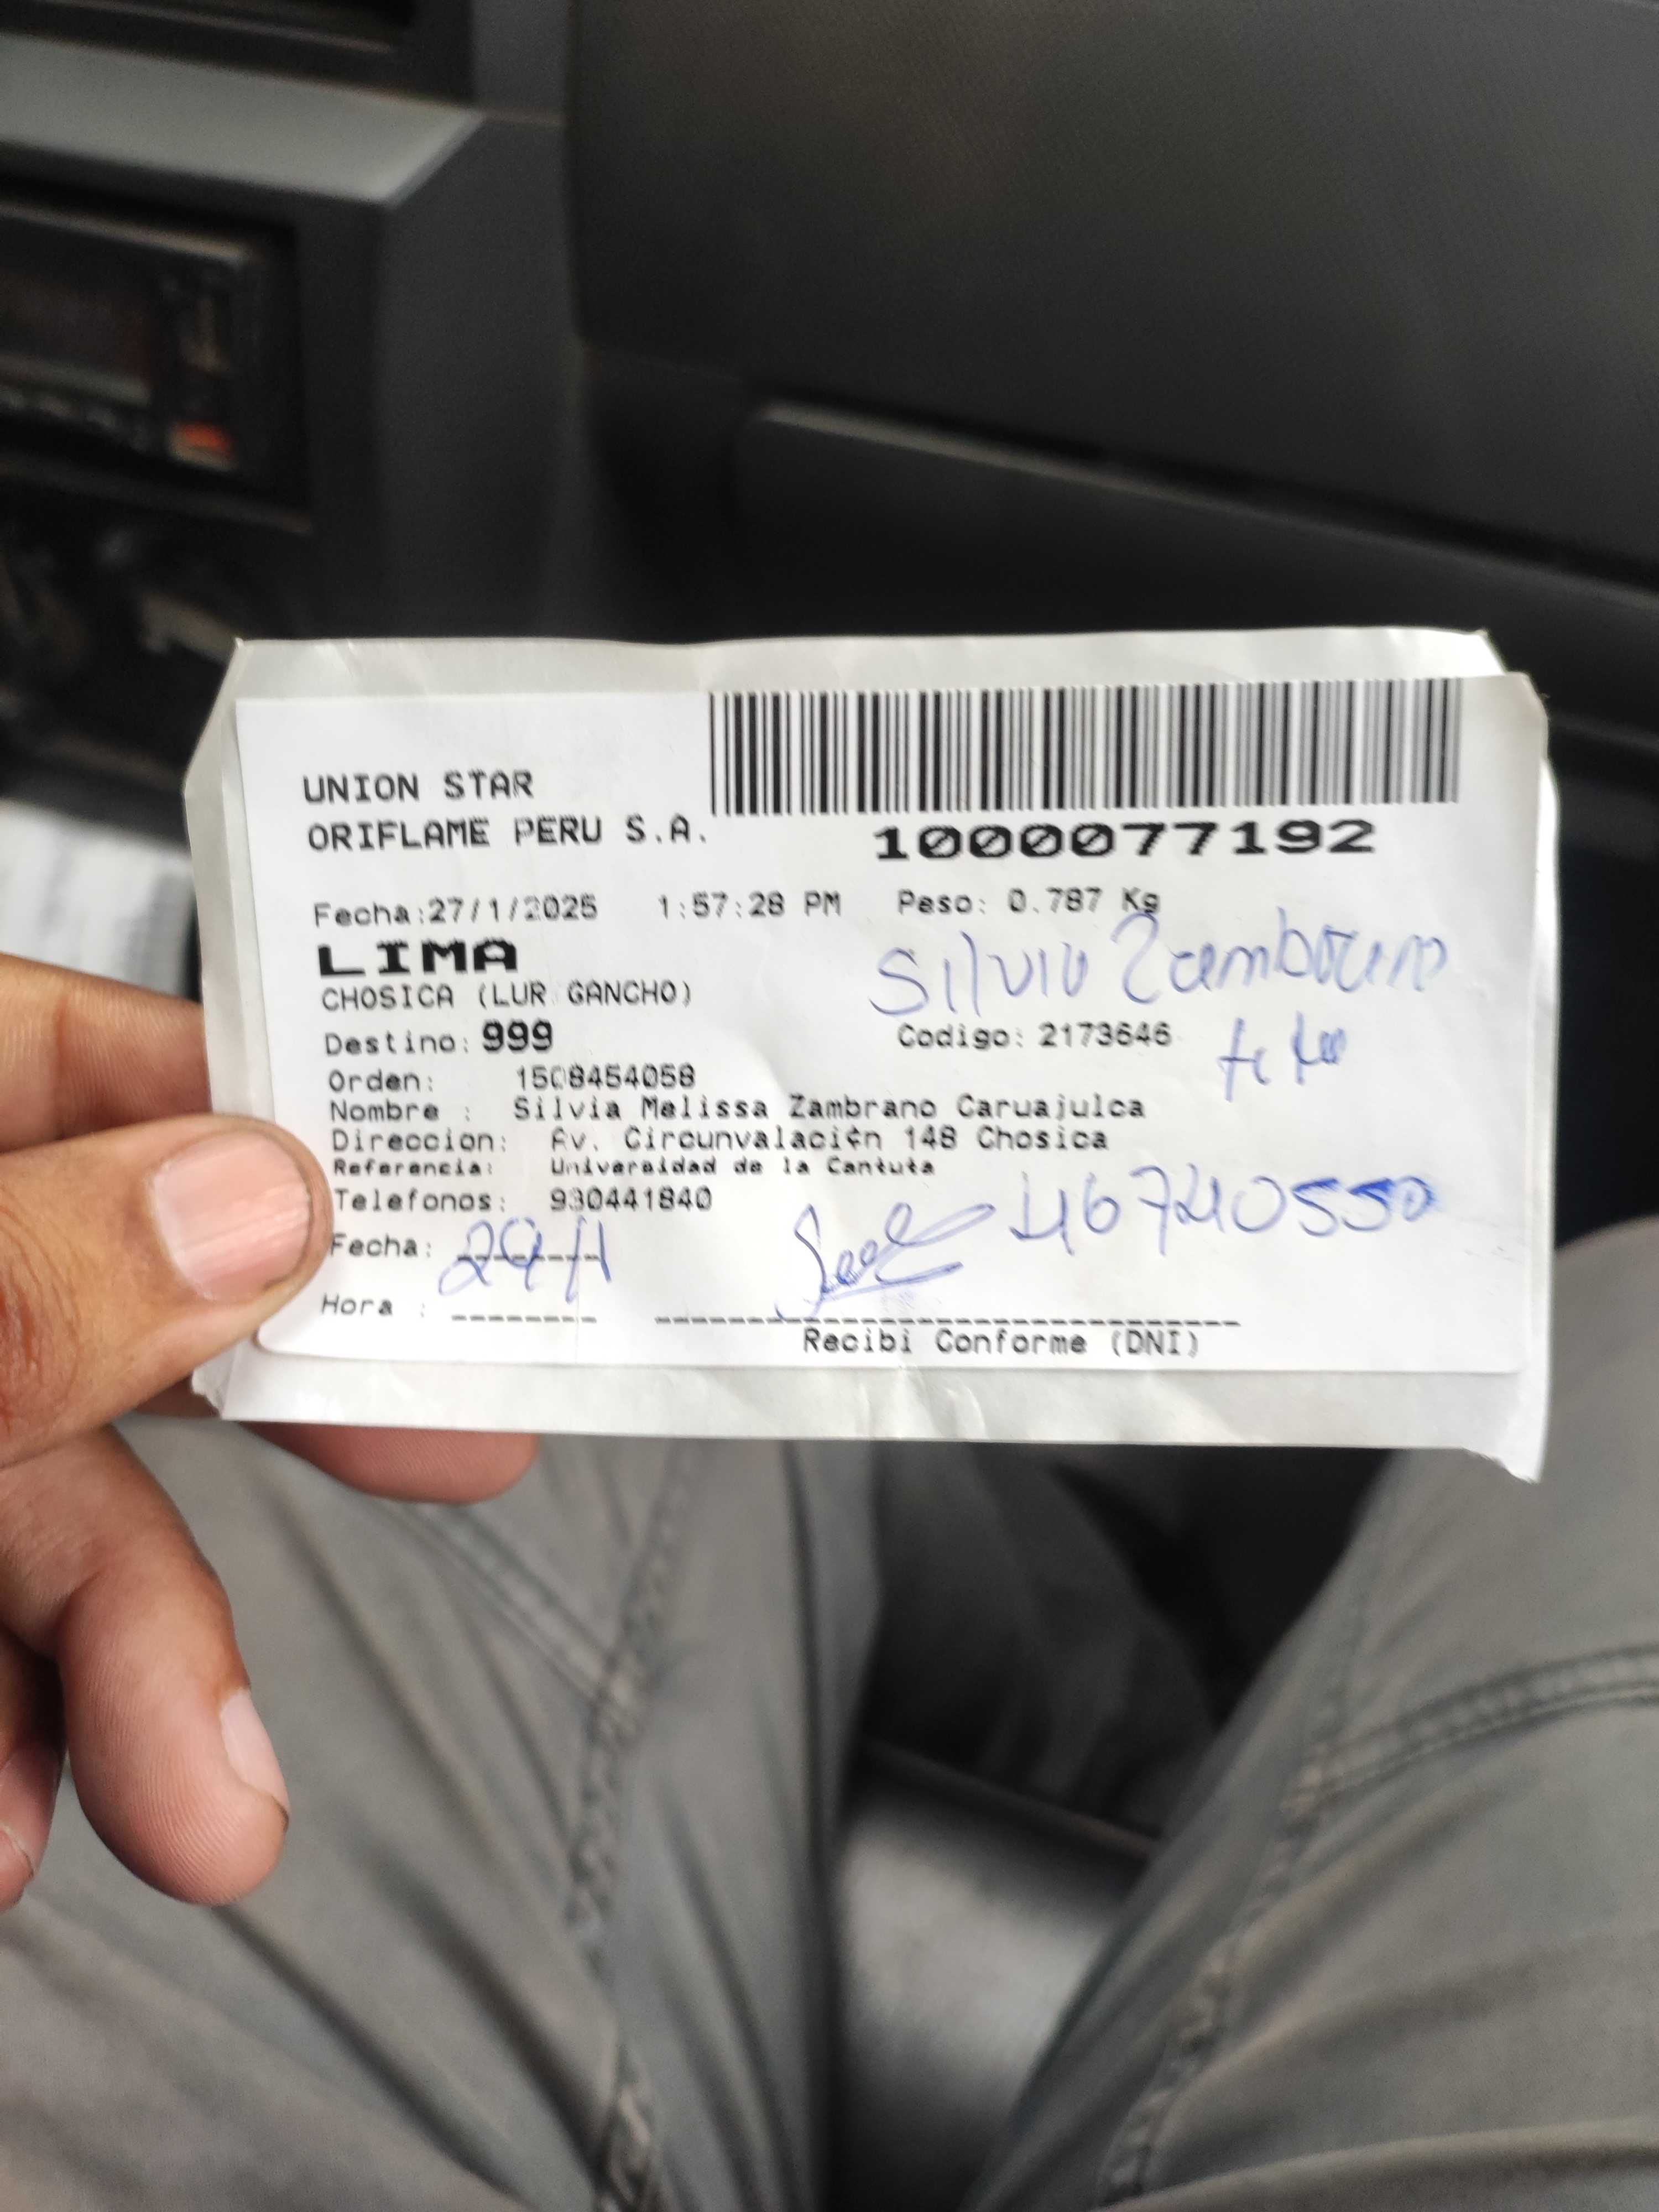 UNION STAR
ORIFLAME PERU S.A.
1000077192
Fecha:27/1/2025 1:57:28 PM Peso: 0.787 Kg
LIMA
CHOSICA (LUR GANCHO)
Silvia Zambrano
Destino: 999 Codigo: 2173646
Orden: 1508454058
Nombre : Silvia Melissa Zambrano Caruajulca
Direccion: Av. Circunvalaci¢n 148 Chosica
Referencia: Universidad de la Cantuta
Telefonos: 930441840
46740550
Fecha: 29/1
Hora :
Recibi Conforme (DNI)